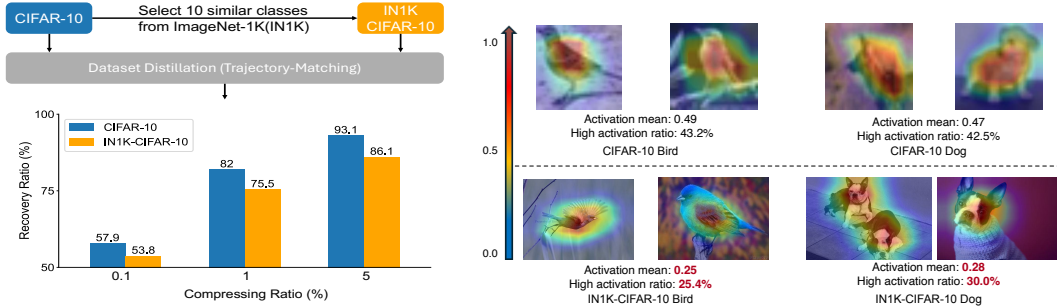 CIFAR-10
Select 10 similar classes
from ImageNet-1K(IN1K)
IN1K
CIFAR-10
Dataset Distillation (Trajectory-Matching)
Recovery Ratio (%)
100
75
50
CIFAR-10
IN1K-CIFAR-10
57.9
53.8
82
75.5
93.1
86.1
0.1
1
5
Compressing Ratio (%)
1.0
0.5
0.0
Activation mean: 0.49
High activation ratio: 43.2%
CIFAR-10 Bird
Activation mean: 0.47
High activation ratio: 42.5%
CIFAR-10 Dog
Activation mean: 0.25
High activation ratio: 25.4%
IN1K-CIFAR-10 Bird
Activation mean: 0.28
High activation ratio: 30.0%
IN1K-CIFAR-10 Dog